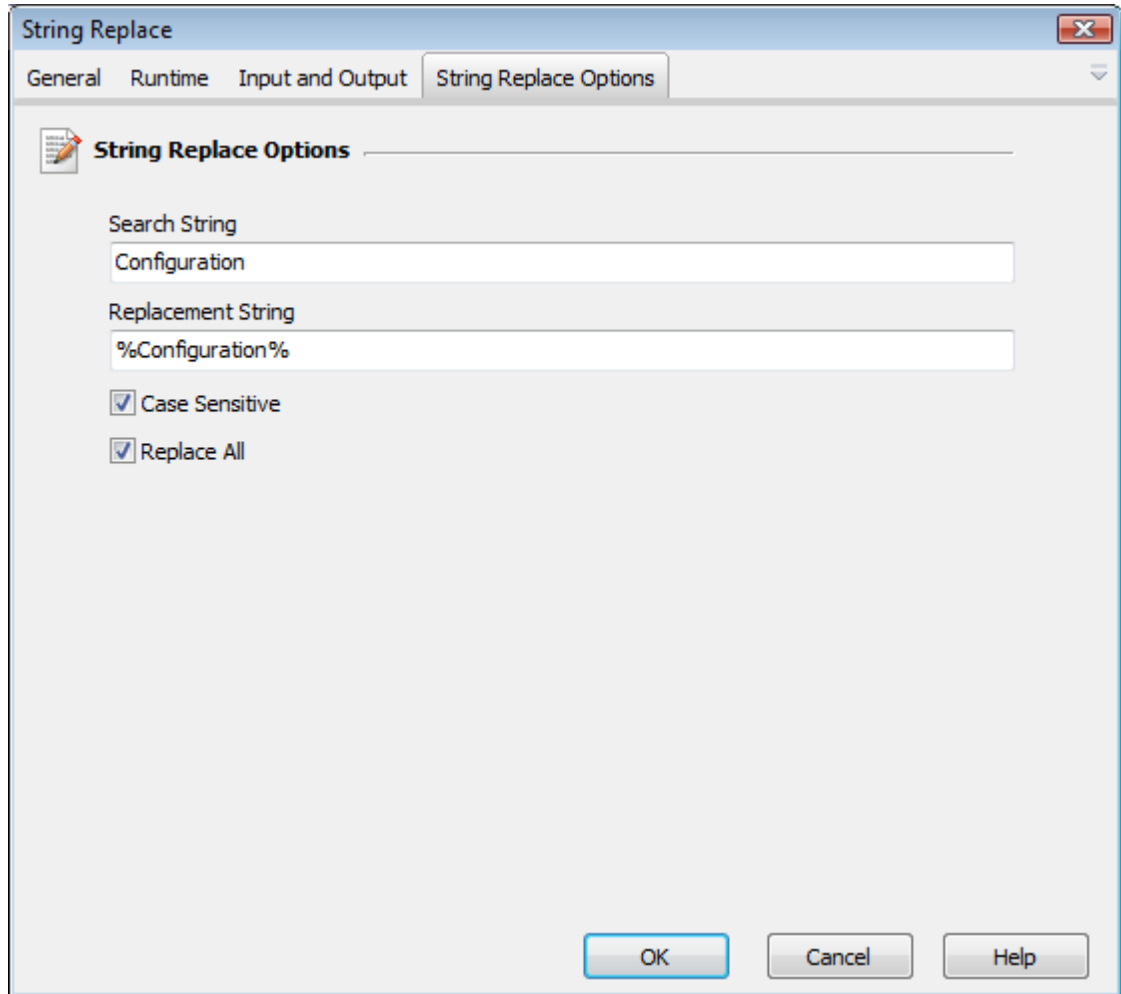 String Replace
General Runtime Input and Output String Replace Options
String Replace Options
Search String
Configuration
Replacement String
%Configuration%
Case Sensitive
Replace All
OK Cancel Help